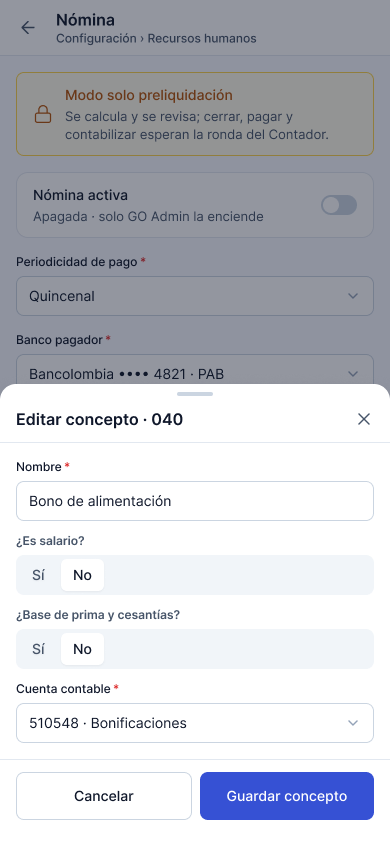 Nómina
Configuración › Recursos humanos
Modo solo preliquidación
Se calcula y se revisa; cerrar, pagar y
contabilizar esperan la ronda del Contador.
Nómina activa
Apagada · solo GO Admin la enciende
Periodicidad de pago *
Quincenal
Banco pagador *
Bancolombia •••• 4821 · PAB
Editar concepto · 040
Nombre *
Bono de alimentación
¿Es salario?
Sí No
¿Base de prima y cesantías?
Sí No
Cuenta contable *
510548 · Bonificaciones
Cancelar Guardar concepto